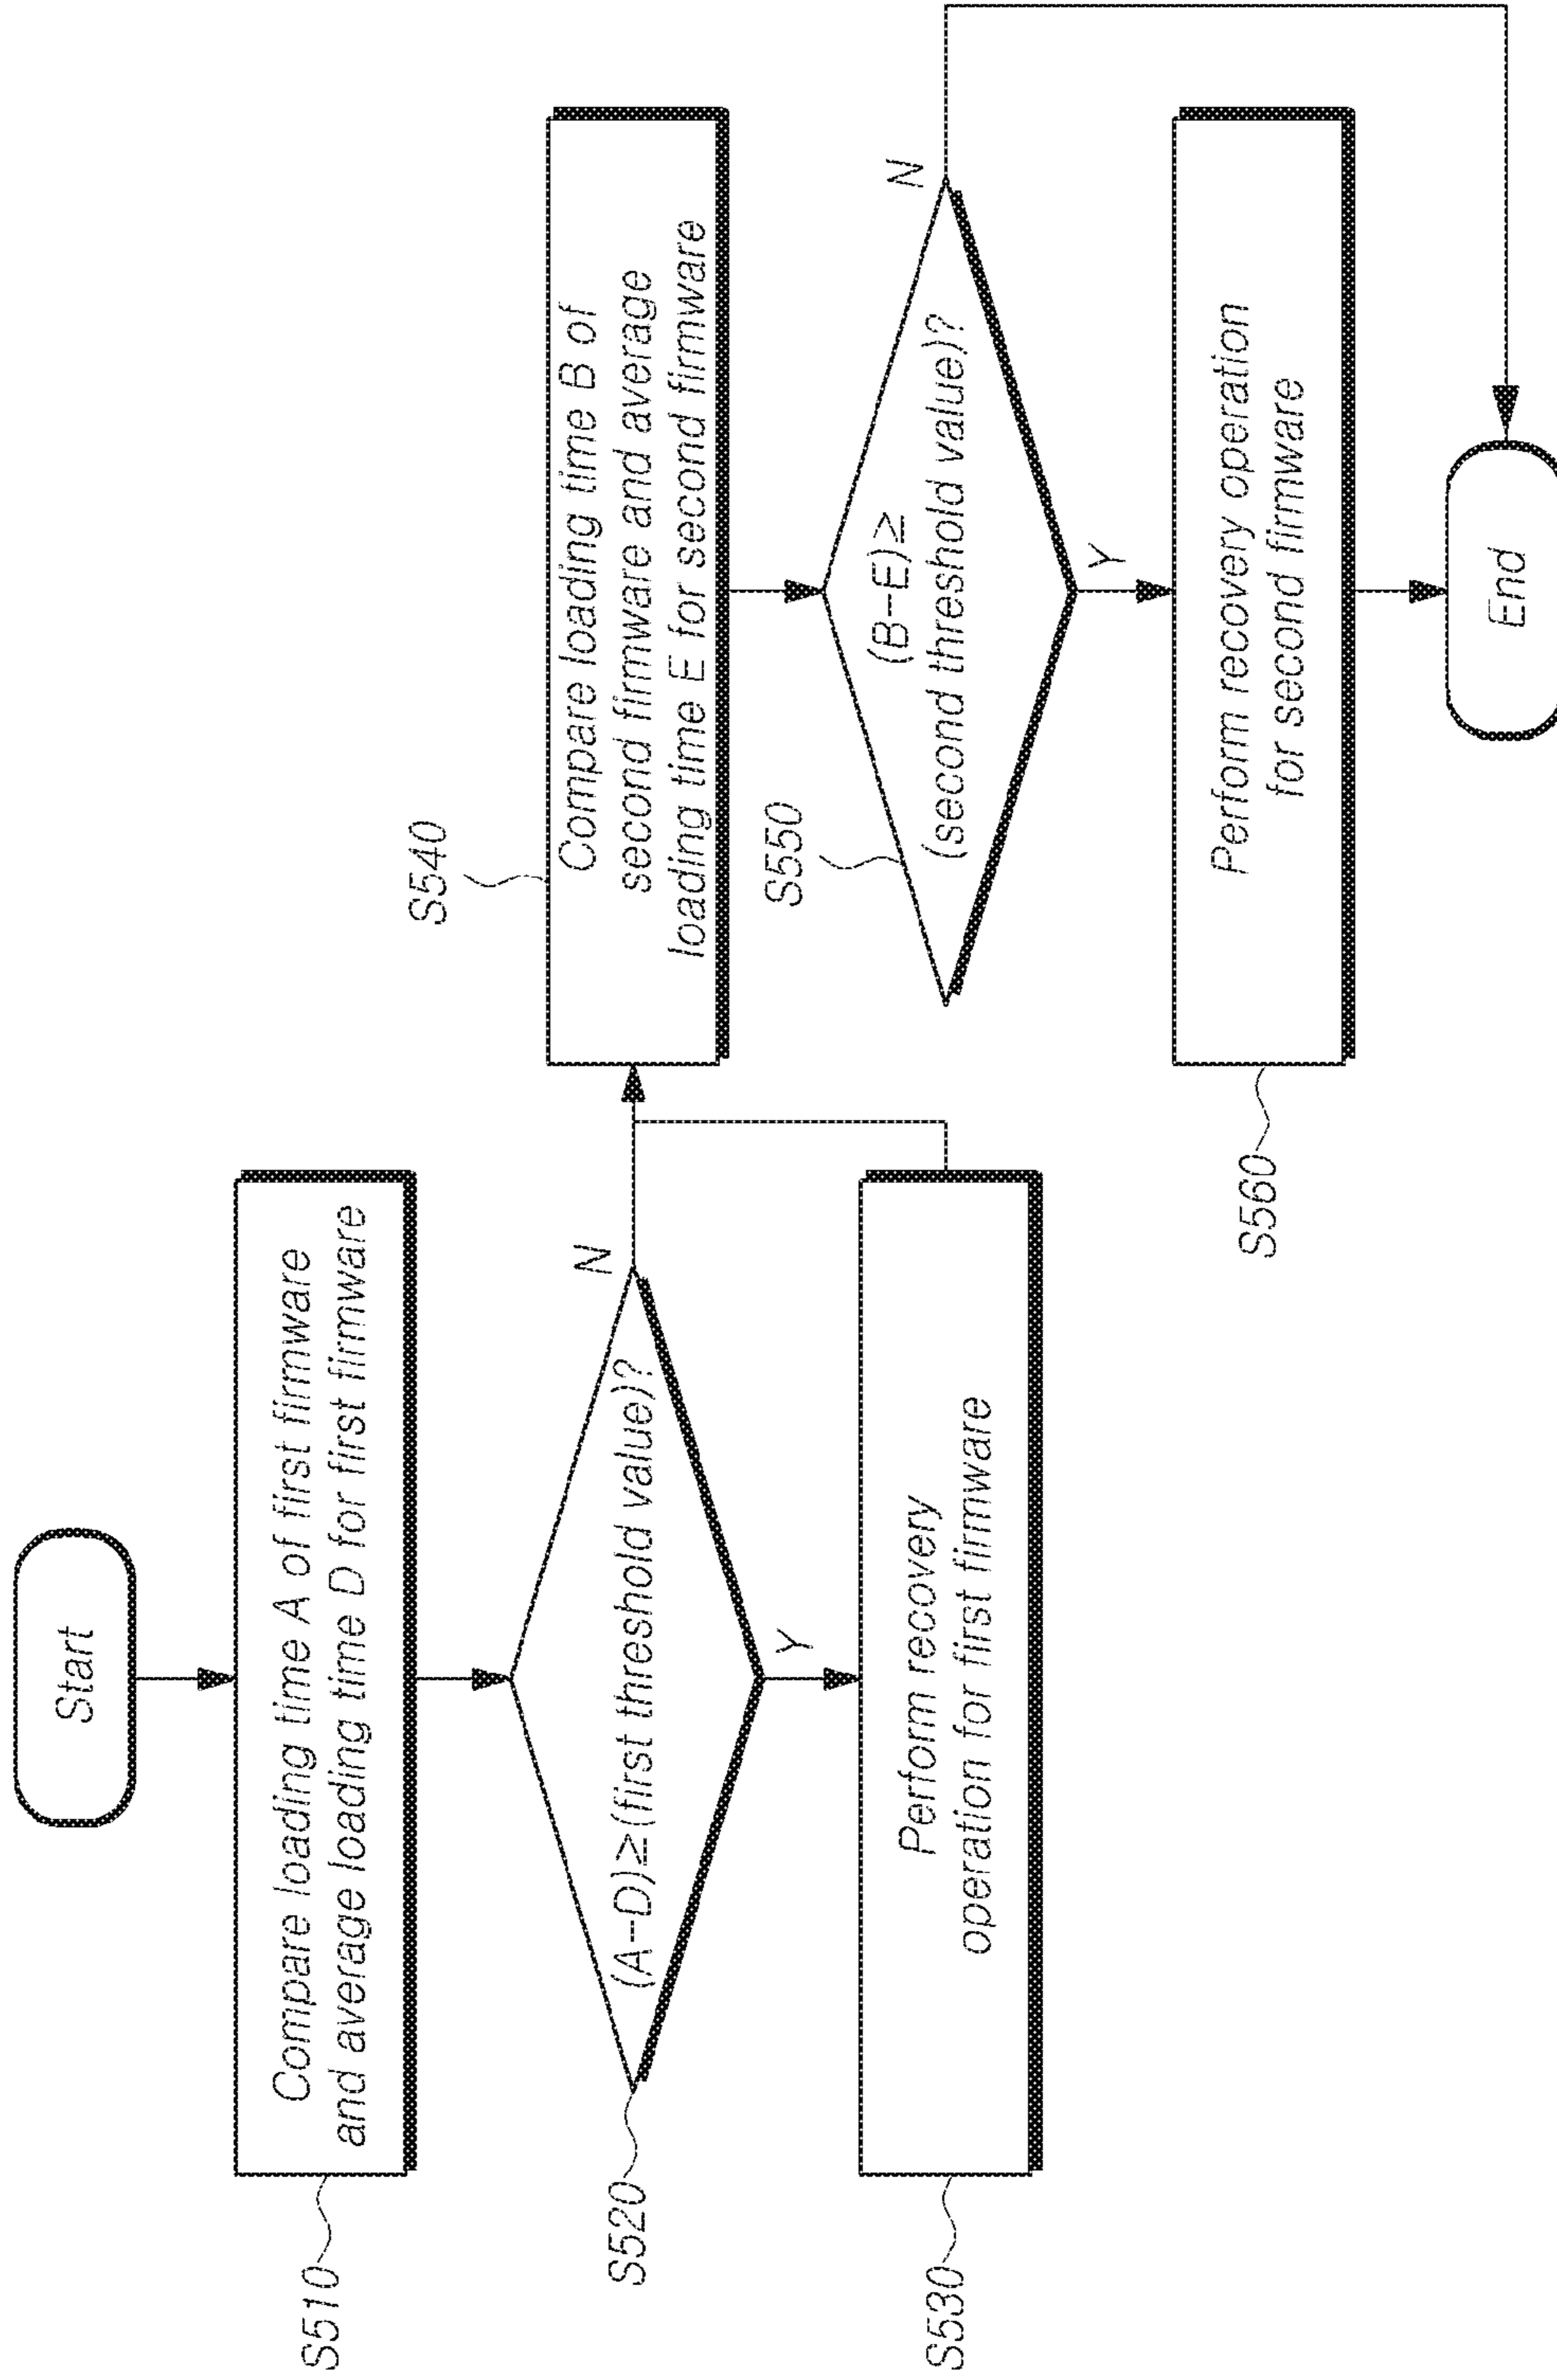 Start
S510
Compare loading time A of first firmware
and average loading time D for first firmware
S520
(A-D)≥(first threshold value)?
N
Y
S530
Perform recovery
operation for first firmware
S540
Compare loading time B of
second firmware and average
loading time E for second firmware
S550
(B-E)≥
(second threshold value)?
N
Y
S560
Perform recovery operation
for second firmware
End